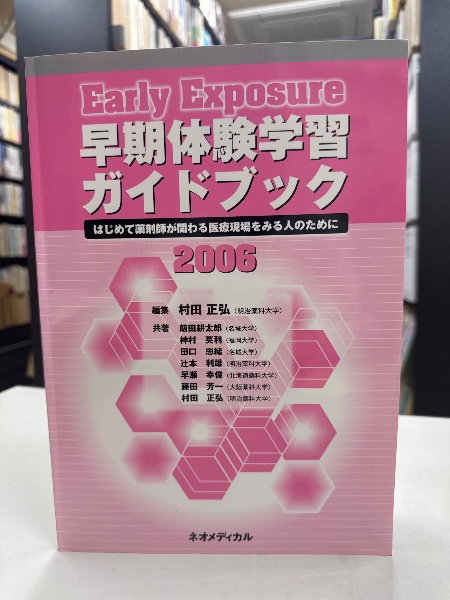 Early Exposure
早期体験学習
ガイドブック
はじめて薬剤師が関わる医療現場をみる人のために
2006
編集 村田 正弘(明治薬科大学)
共著 飯田耕太郎(名城大学)
神村 英利(福岡大学)
田口 忠緒(名城大学)
辻本 利雄(明治薬科大学)
早瀬 幸俊(北海道薬科大学)
藤田 芳一(大阪薬科大学)
村田 正弘(明治薬科大学)
ネオメディカル